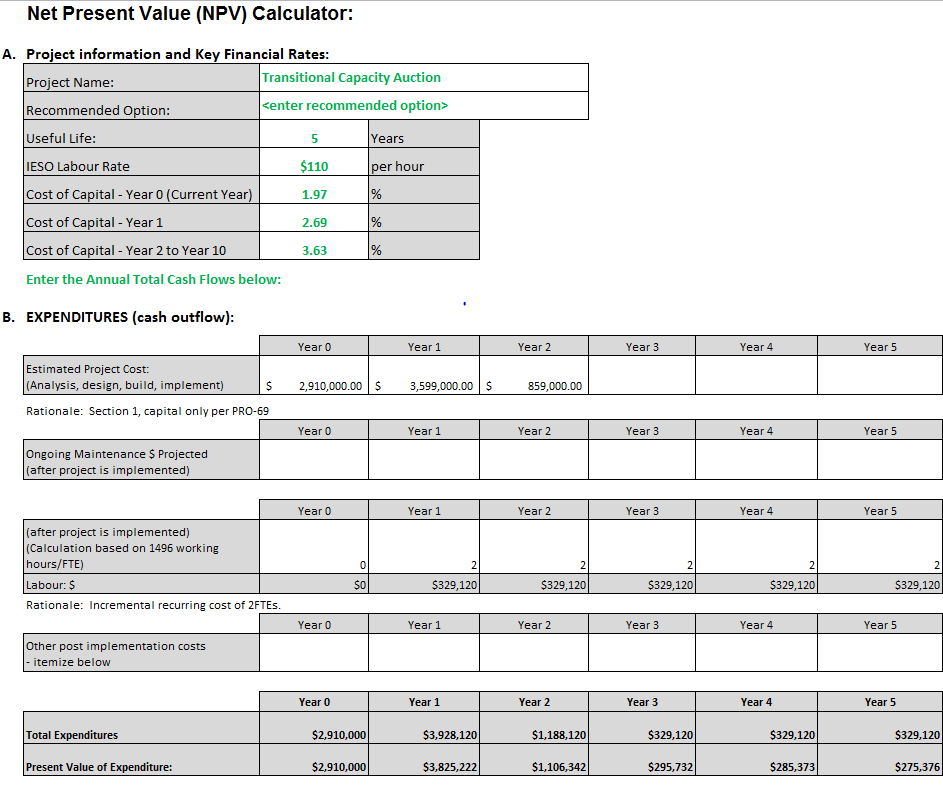 Net Present Value (NPV) Calculator:
A. Project information and Key Financial Rates:
Project Name: Transitional Capacity Auction
Recommended Option: <enter recommended option>
Useful Life: 5 Years
IESO Labour Rate $110 per hour
Cost of Capital - Year 0 (Current Year) 1.97 %
Cost of Capital - Year 1 2.69 %
Cost of Capital - Year 2 to Year 10 3.63 %
Enter the Annual Total Cash Flows below:
B. EXPENDITURES (cash outflow):
Year 0 Year 1 Year 2 Year 3 Year 4 Year 5
Estimated Project Cost:
(Analysis, design, build, implement) $ 2,910,000.00 $ 3,599,000.00 $ 859,000.00
Rationale: Section 1, capital only per PRO-69
Year 0 Year 1 Year 2 Year 3 Year 4 Year 5
Ongoing Maintenance $ Projected
(after project is implemented)
Year 0 Year 1 Year 2 Year 3 Year 4 Year 5
(after project is implemented)
(Calculation based on 1496 working
hours/FTE) 0 2 2 2 2 2
Labour: $ $0 $329,120 $329,120 $329,120 $329,120 $329,120
Rationale: Incremental recurring cost of 2FTEs.
Year 0 Year 1 Year 2 Year 3 Year 4 Year 5
Other post implementation costs
- itemize below
Year 0 Year 1 Year 2 Year 3 Year 4 Year 5
Total Expenditures $2,910,000 $3,928,120 $1,188,120 $329,120 $329,120 $329,120
Present Value of Expenditure: $2,910,000 $3,825,222 $1,106,342 $295,732 $285,373 $275,376